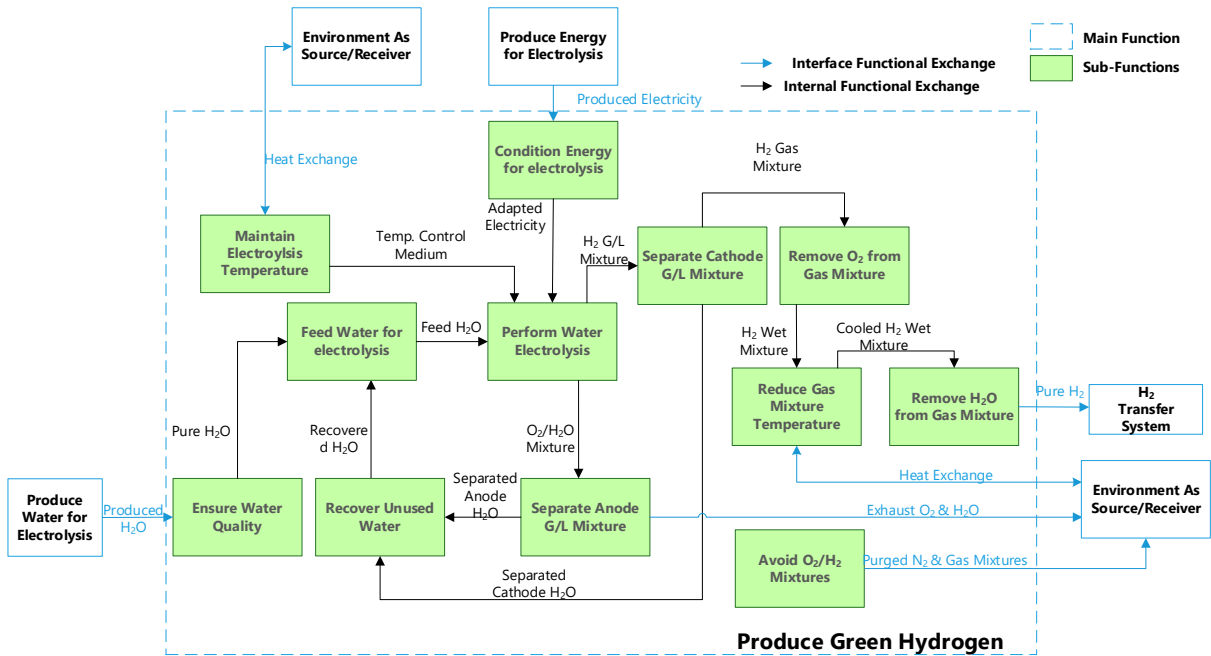 Environment As
Source/Receiver
Produce Energy
for Electrolysis
Main Function
Sub-Functions
Interface Functional Exchange
Internal Functional Exchange
Produced Electricity
Heat Exchange
Condition Energy
for electrolysis
H₂ Gas
Mixture
Adapted
Electricity
Maintain
Electroylsis
Temperature
Temp. Control
Medium
H₂ G/L
Mixture
Separate Cathode
G/L Mixture
Remove O₂ from
Gas Mixture
Feed Water for
electrolysis
Feed H₂O
Perform Water
Electrolysis
H₂ Wet
Mixture
Cooled H₂ Wet
Mixture
Reduce Gas
Mixture
Temperature
Remove H₂O
from Gas Mixture
Pure H₂
H₂
Transfer
System
Pure H₂O
Recovere
d H₂O
O₂/H₂O
Mixture
Heat Exchange
Produce
Water for
Electrolysis
Produced
H₂O
Ensure Water
Quality
Recover Unused
Water
Separated
Anode
H₂O
Separate Anode
G/L Mixture
Exhaust O₂ & H₂O
Environment As
Source/Receiver
Separated
Cathode H₂O
Avoid O₂/H₂
Mixtures
Purged N₂ & Gas Mixtures
Produce Green Hydrogen